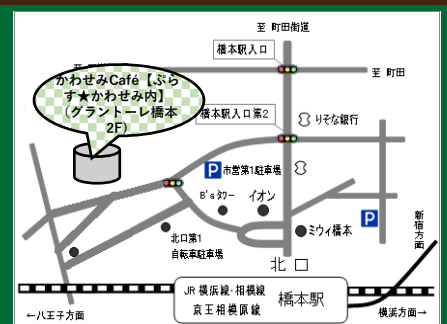 至 町田街道
橋本駅入口
至 町田
かわせみCafé【ぷら
す★かわせみ内】
(グラントーレ橋本
2F)
橋本駅入口第2
りそな銀行
P 市営第1駐車場
B'sタワー
イオン
P
ミウィ橋本
新宿方面
北口第1
自転車駐車場
北 口
JR 横浜線・相模線
京王相模原線
橋本駅
←八王子方面
横浜方面→